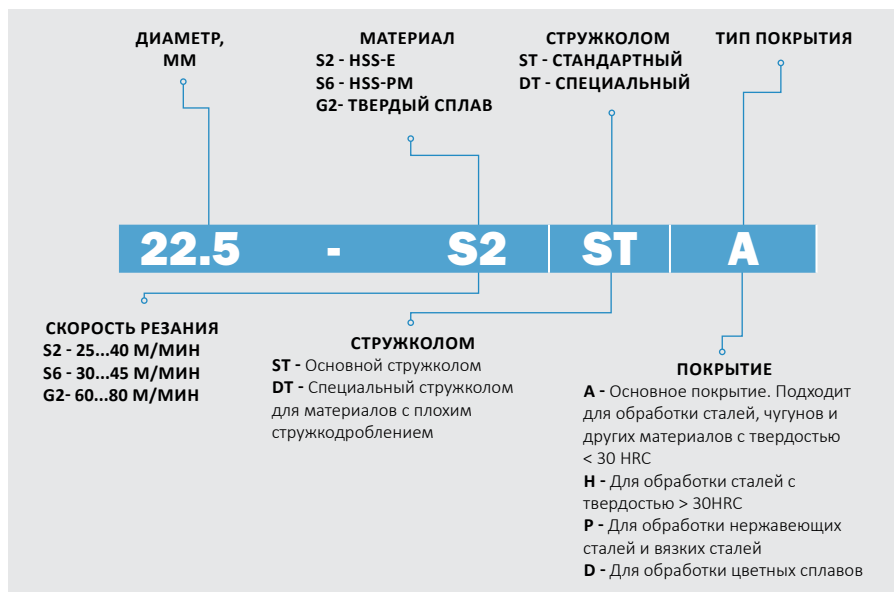 ДИАМЕТР,
ММ
МАТЕРИАЛ
S2 - HSS-E
S6 - HSS-PM
G2- ТВЕРДЫЙ СПЛАВ
СТРУЖКОЛОМ
ST - СТАНДАРТНЫЙ
DT - СПЕЦИАЛЬНЫЙ
ТИП ПОКРЫТИЯ
22.5 - S2 ST A
СКОРОСТЬ РЕЗАНИЯ
S2 - 25...40 М/МИН
S6 - 30...45 М/МИН
G2- 60...80 М/МИН
СТРУЖКОЛОМ
ST - Основной стружколом
DT - Специальный стружколом
для материалов с плохим
стружкодроблением
ПОКРЫТИЕ
A - Основное покрытие. Подходит
для обработки сталей, чугунов и
других материалов с твердостью
< 30 HRC
H - Для обработки сталей с
твердостью > 30HRC
P - Для обработки нержавеющих
сталей и вязких сталей
D - Для обработки цветных сплавов